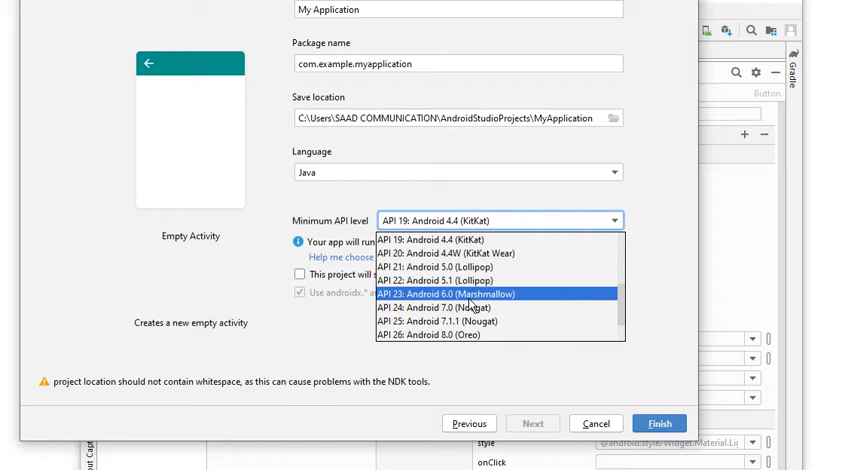 My Application
Package name
com.example.myapplication
Save location
C:\Users\SAAD COMMUNICATION\AndroidStudioProjects\MyApplication
Language
Java
Minimum API level
API 19: Android 4.4 (KitKat)
Your app will run
Help me choose
This project will s
Use androidx.* a
API 19: Android 4.4 (KitKat)
API 20: Android 4.4W (KitKat Wear)
API 21: Android 5.0 (Lollipop)
API 22: Android 5.1 (Lollipop)
API 23: Android 6.0 (Marshmallow)
API 24: Android 7.0 (Nougat)
API 25: Android 7.1.1 (Nougat)
API 26: Android 8.0 (Oreo)
Empty Activity
Creates a new empty activity
project location should not contain whitespace, as this can cause problems with the NDK tools.
Previous
Next
Cancel
Finish
Gradle
Button
style
@android:style/Widget.Material.Lig
onClick
out Capt